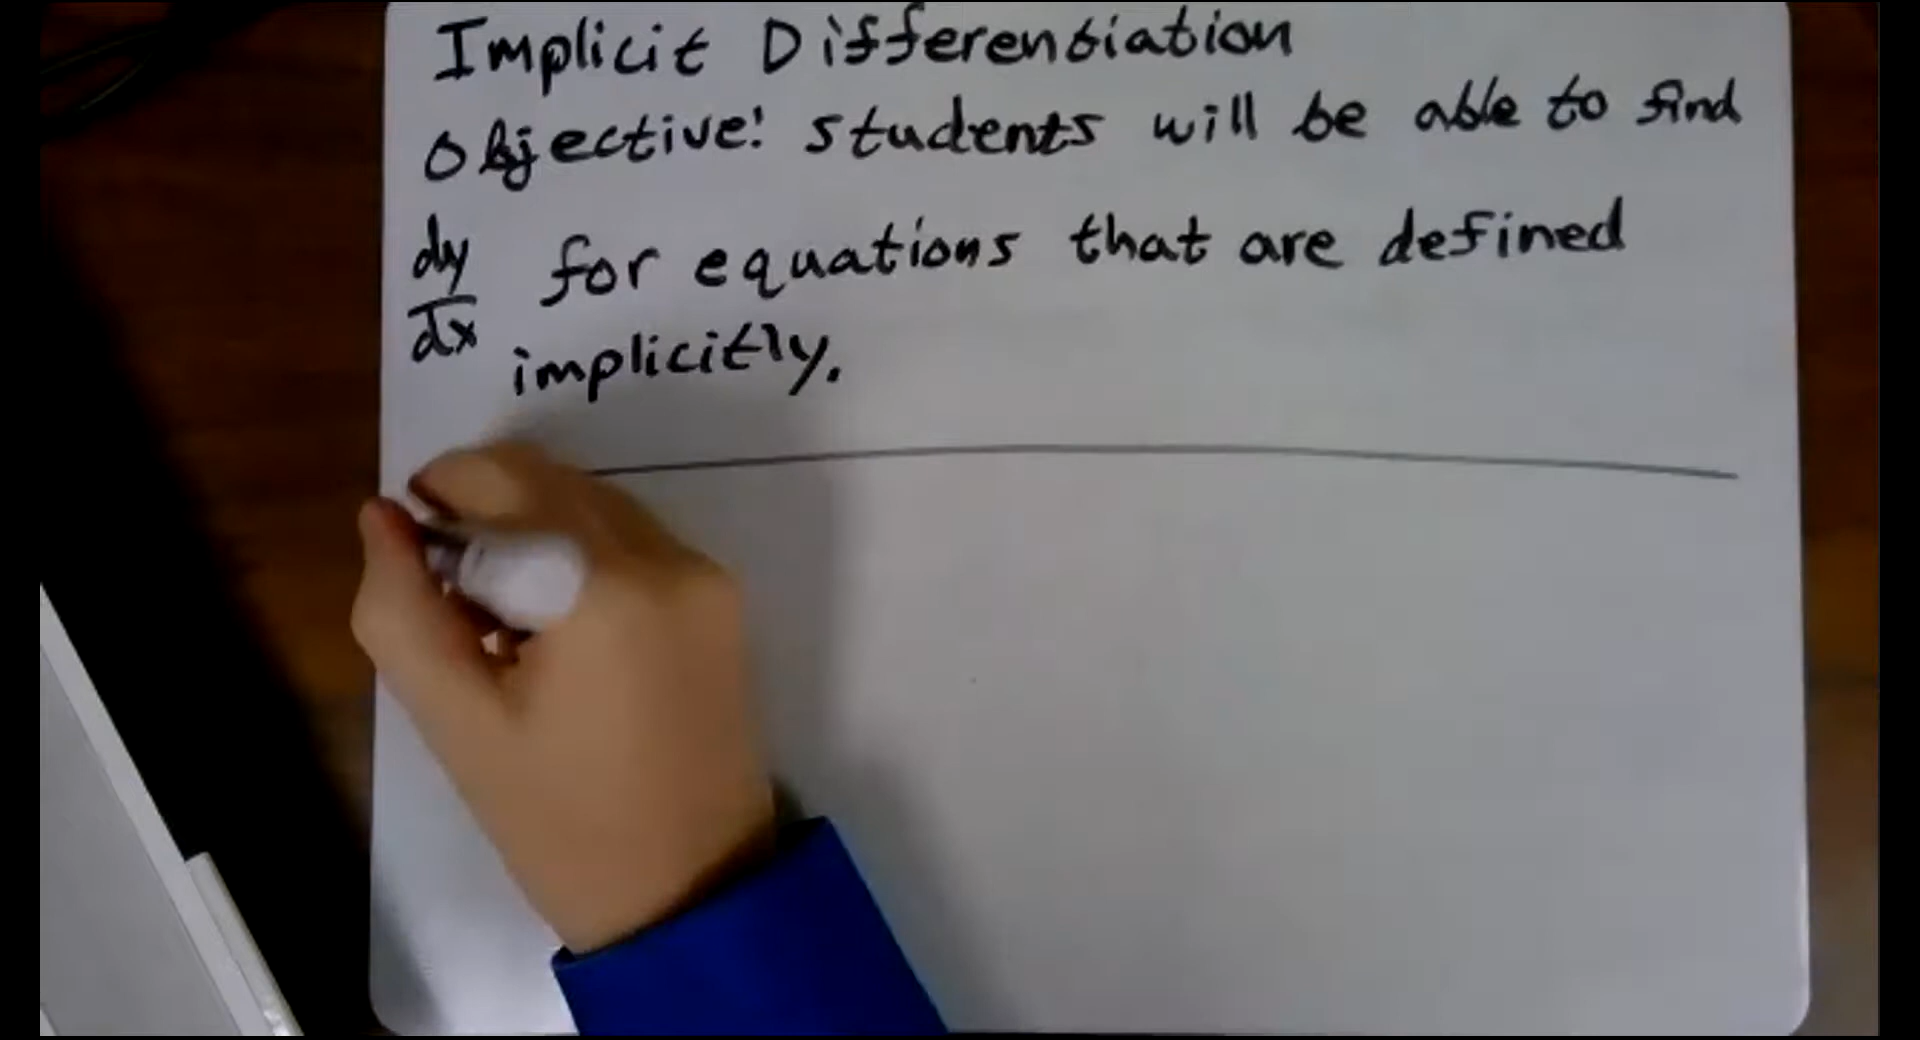 Implicit Differentiation
Objective: students will be able to find
dy/dx for equations that are defined
implicitly.